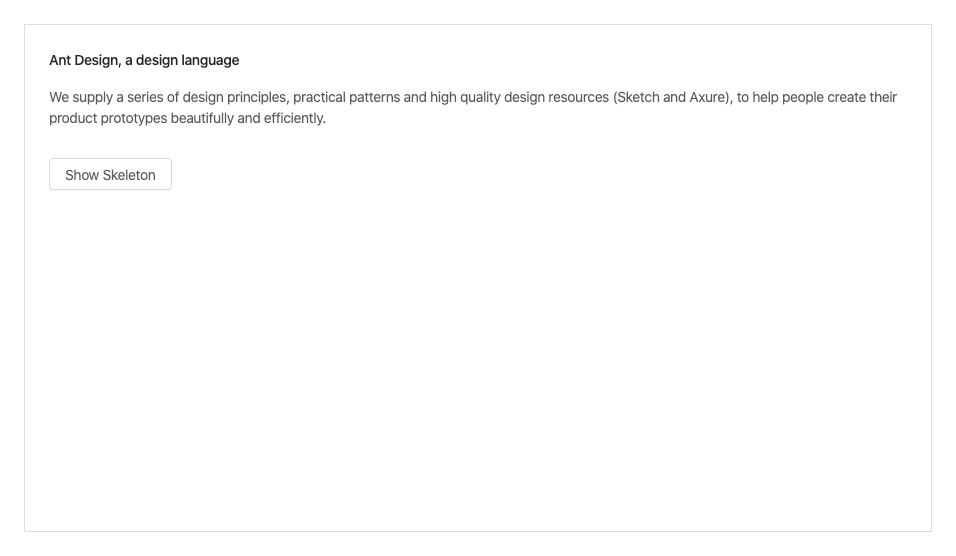 Ant Design, a design language
We supply a series of design principles, practical patterns and high quality design resources (Sketch and Axure), to help people create their
product prototypes beautifully and efficiently.
Show Skeleton